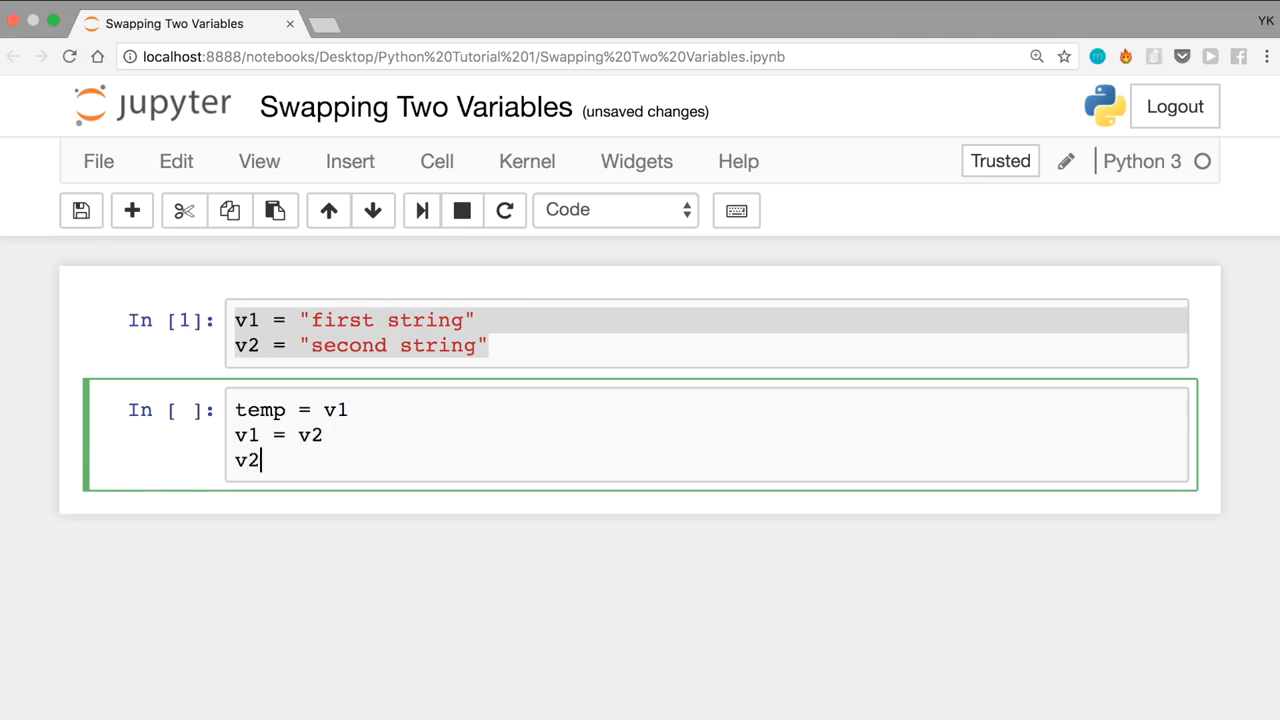 Swapping Two Variables
YK
localhost:8888/notebooks/Desktop/Python%20Tutorial%201/Swapping%20Two%20Variables.ipynb
jupyter Swapping Two Variables (unsaved changes) Logout
File Edit View Insert Cell Kernel Widgets Help Trusted Python 3
Code
In [1]: v1 = "first string"
v2 = "second string"
In [ ]: temp = v1
v1 = v2
v2